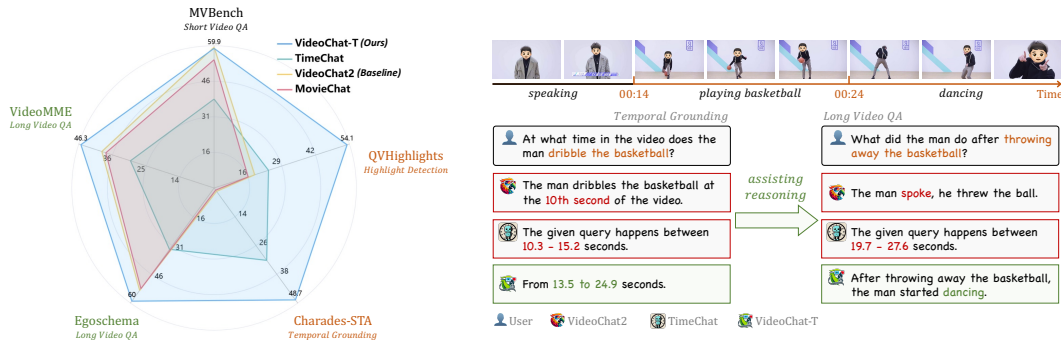 MVBench
Short Video QA
59.9
46
31
16
VideoChat-T (Ours)
TimeChat
VideoChat2 (Baseline)
MovieChat
VideoMME
Long Video QA
46.3
36
25
14
54.1
42
29
16
QVHighlights
Highlight Detection
14
26
38
48.7
Charades-STA
Temporal Grounding
16
31
46
60
Egoschema
Long Video QA
speaking
00:14
playing basketball
00:24
dancing
Time
Temporal Grounding
At what time in the video does the
man dribble the basketball?
The man dribbles the basketball at
the 10th second of the video.
The given query happens between
10.3 - 15.2 seconds.
From 13.5 to 24.9 seconds.
assisting
reasoning
Long Video QA
What did the man do after throwing
away the basketball?
The man spoke, he threw the ball.
The given query happens between
19.7 - 27.6 seconds.
After throwing away the basketball,
the man started dancing.
User
VideoChat2
TimeChat
VideoChat-T